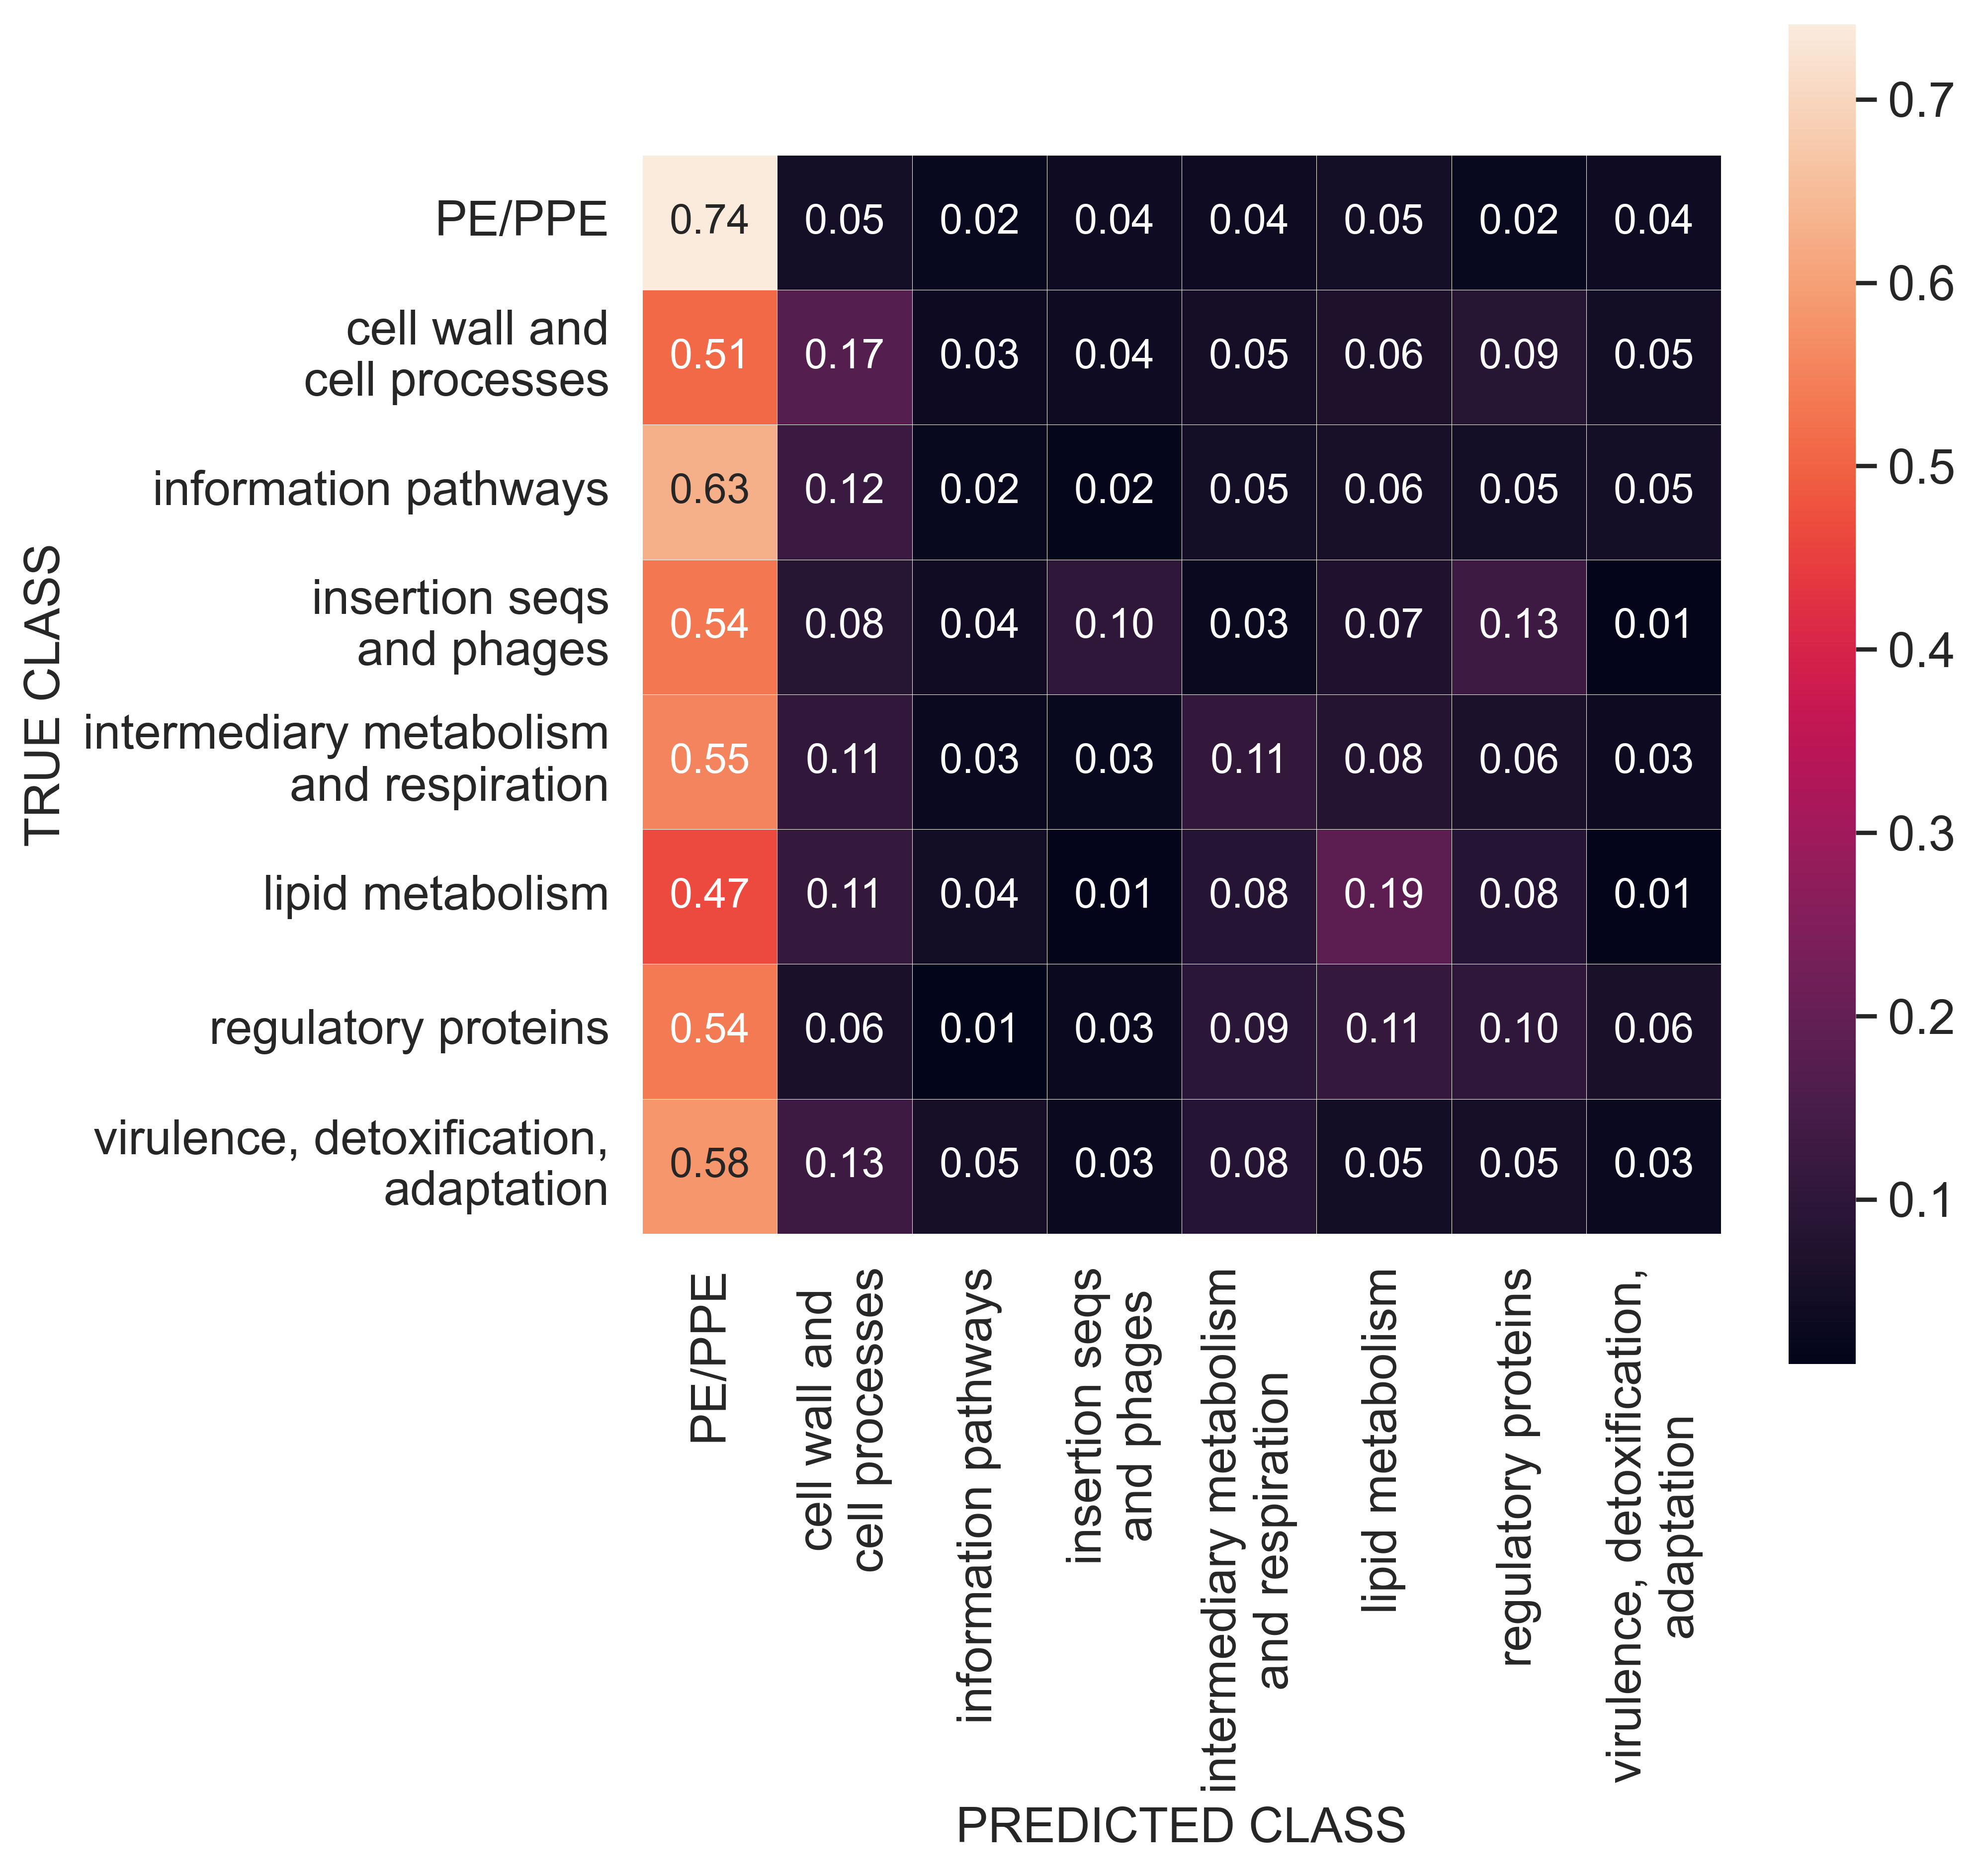 0.7
0.6
0.5
0.4
0.3
0.2
0.1
TRUE CLASS
PE/PPE
0.74 0.05 0.02 0.04 0.04 0.05 0.02 0.04
cell wall and
cell processes
0.51 0.17 0.03 0.04 0.05 0.06 0.09 0.05
information pathways
0.63 0.12 0.02 0.02 0.05 0.06 0.05 0.05
insertion seqs
and phages
0.54 0.08 0.04 0.10 0.03 0.07 0.13 0.01
intermediary metabolism
and respiration
0.55 0.11 0.03 0.03 0.11 0.08 0.06 0.03
lipid metabolism
0.47 0.11 0.04 0.01 0.08 0.19 0.08 0.01
regulatory proteins
0.54 0.06 0.01 0.03 0.09 0.11 0.10 0.06
virulence, detoxification,
adaptation
0.58 0.13 0.05 0.03 0.08 0.05 0.05 0.03
PE/PPE
cell wall and
cell processes
information pathways
insertion seqs
and phages
intermediary metabolism
and respiration
lipid metabolism
regulatory proteins
virulence, detoxification,
adaptation
PREDICTED CLASS